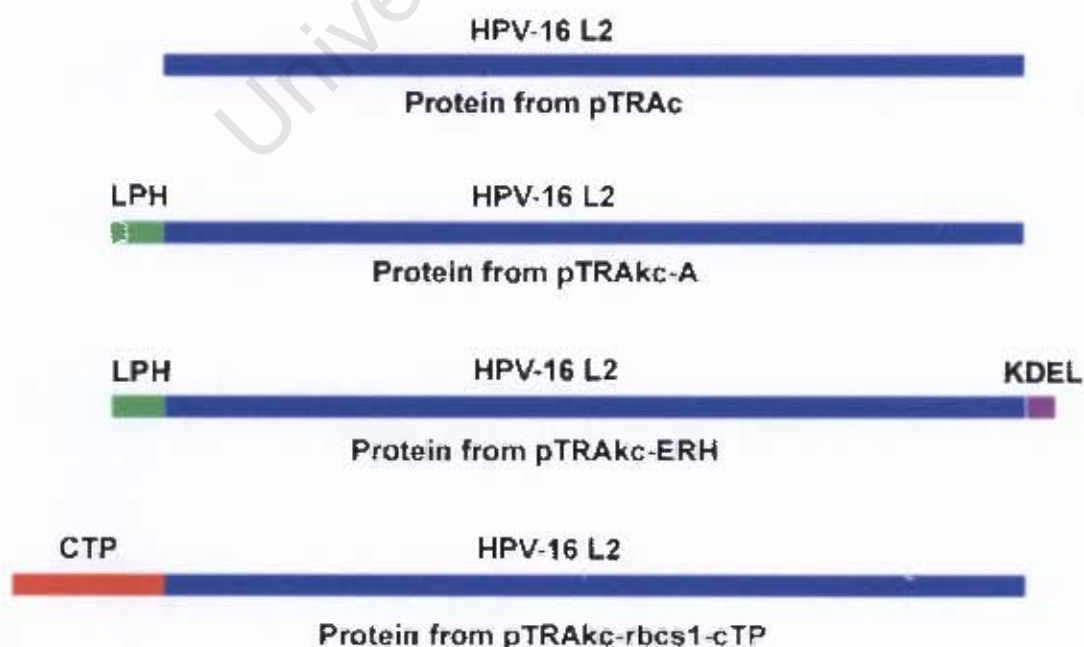 Unive
HPV-16 L2
Protein from pTRAc
LPH HPV-16 L2
Protein from pTRAkc-A
LPH HPV-16 L2 KDEL
Protein from pTRAkc-ERH
CTP HPV-16 L2
Protein from pTRAkc-rbcs1-cTP